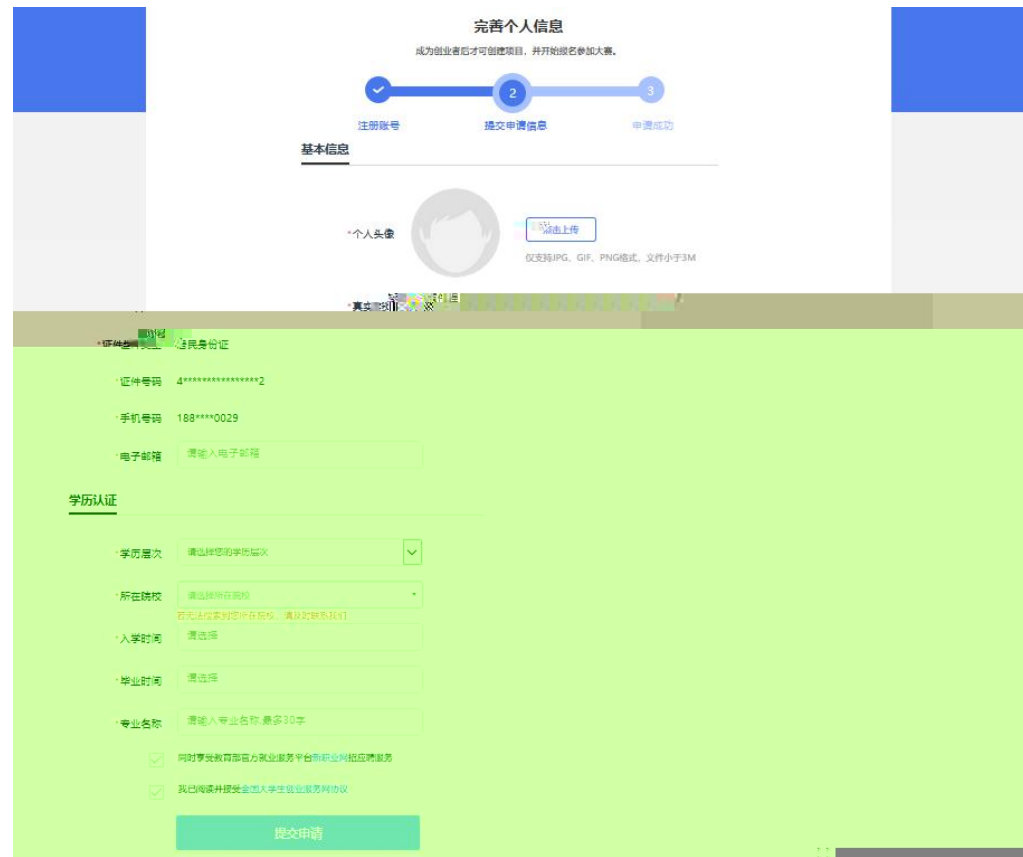 完善个人信息
成为创业者后才可创建项目，并开始报名参加大赛。
2
3
注册账号
提交申请信息
申请成功
基本信息
*个人头像
点击上传
仅支持JPG、GIF、PNG格式，文件小于3M
*真实
*证件 居民身份证
*证件号码 4****************2
*手机号码 188****0029
*电子邮箱 请输入电子邮箱
学历认证
*学历层次 请选择您的学历层次
*所在院校 请选择所在院校
若无法搜索到您所在院校，请及时联系我们
*入学时间 请选择
*毕业时间 请选择
*专业名称 请输入专业名称,最多30字
同时享受教育部官方就业服务平台新职业网招应聘服务
我已阅读并接受全国大学生创业服务网协议
提交申请